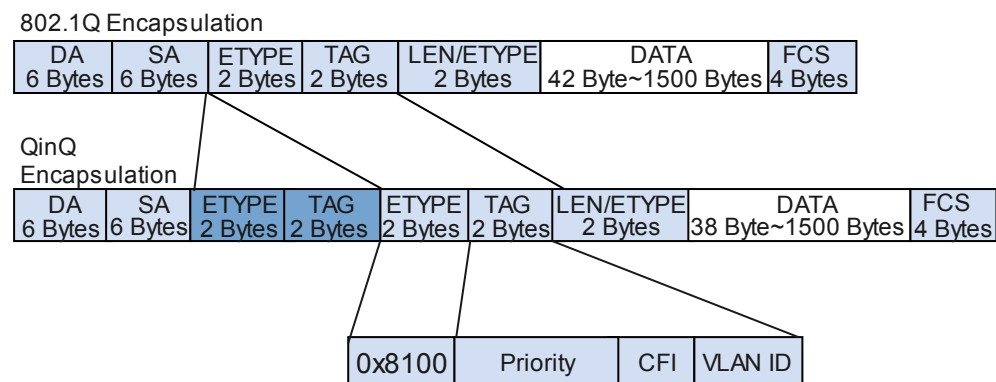 802.1Q Encapsulation
DA SA ETYPE TAG LEN/ETYPE DATA FCS
6 Bytes 6 Bytes 2 Bytes 2 Bytes 2 Bytes 42 Byte~1500 Bytes 4 Bytes
QinQ
Encapsulation
DA SA ETYPE TAG ETYPE TAG LEN/ETYPE DATA FCS
6 Bytes 6 Bytes 2 Bytes 2 Bytes 2 Bytes 2 Bytes 2 Bytes 38 Byte~1500 Bytes 4 Bytes
0x8100 Priority CFI VLAN ID